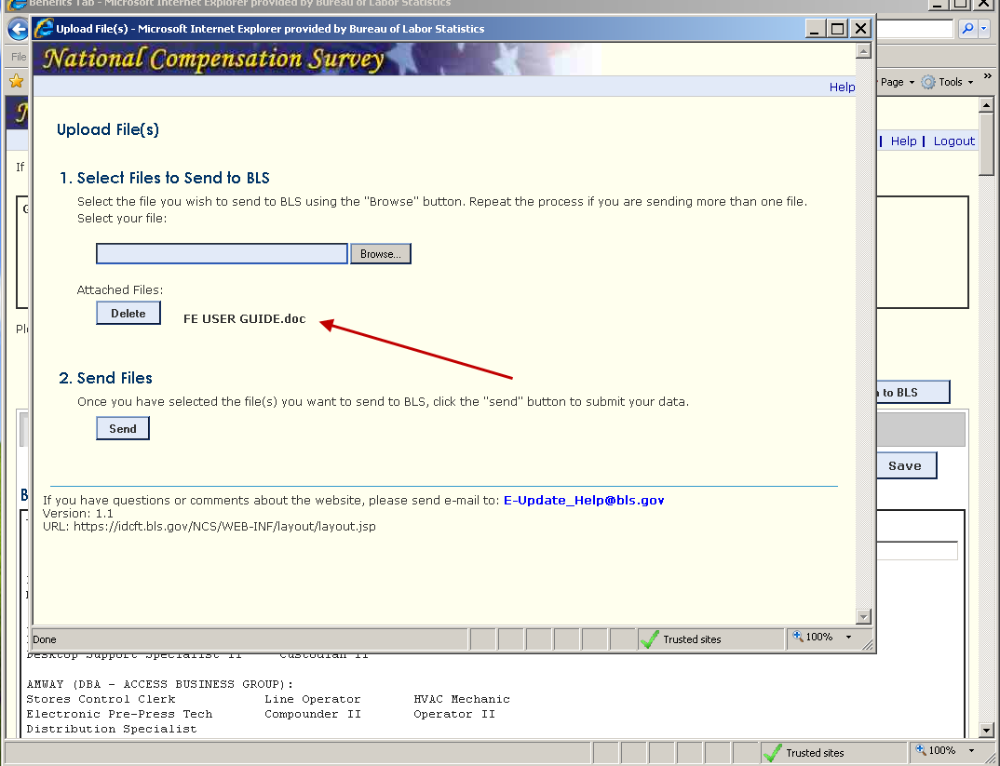 Benefits Tab - Microsoft Internet Explorer provided by Bureau of Labor Statistics
Upload File(s) - Microsoft Internet Explorer provided by Bureau of Labor Statistics
File
National Compensation Survey
Page
Tools
»
Help
Upload File(s)
| Help | Logout
If
1. Select Files to Send to BLS
Select the file you wish to send to BLS using the "Browse" button. Repeat the process if you are sending more than one file.
Select your file:
Browse...
Attached Files:
Delete
FE USER GUIDE.doc
2. Send Files
to BLS
Once you have selected the file(s) you want to send to BLS, click the "send" button to submit your data.
Send
Save
B
If you have questions or comments about the website, please send e-mail to: E-Update_Help@bls.gov
Version: 1.1
URL: https://idcft.bls.gov/NCS/WEB-INF/layout/layout.jsp
Done
Trusted sites
100%
Desktop Support Specialist II Custodian II
AMWAY (DBA - ACCESS BUSINESS GROUP):
Stores Control Clerk Line Operator HVAC Mechanic
Electronic Pre-Press Tech Compounder II Operator II
Distribution Specialist
Trusted sites
100%